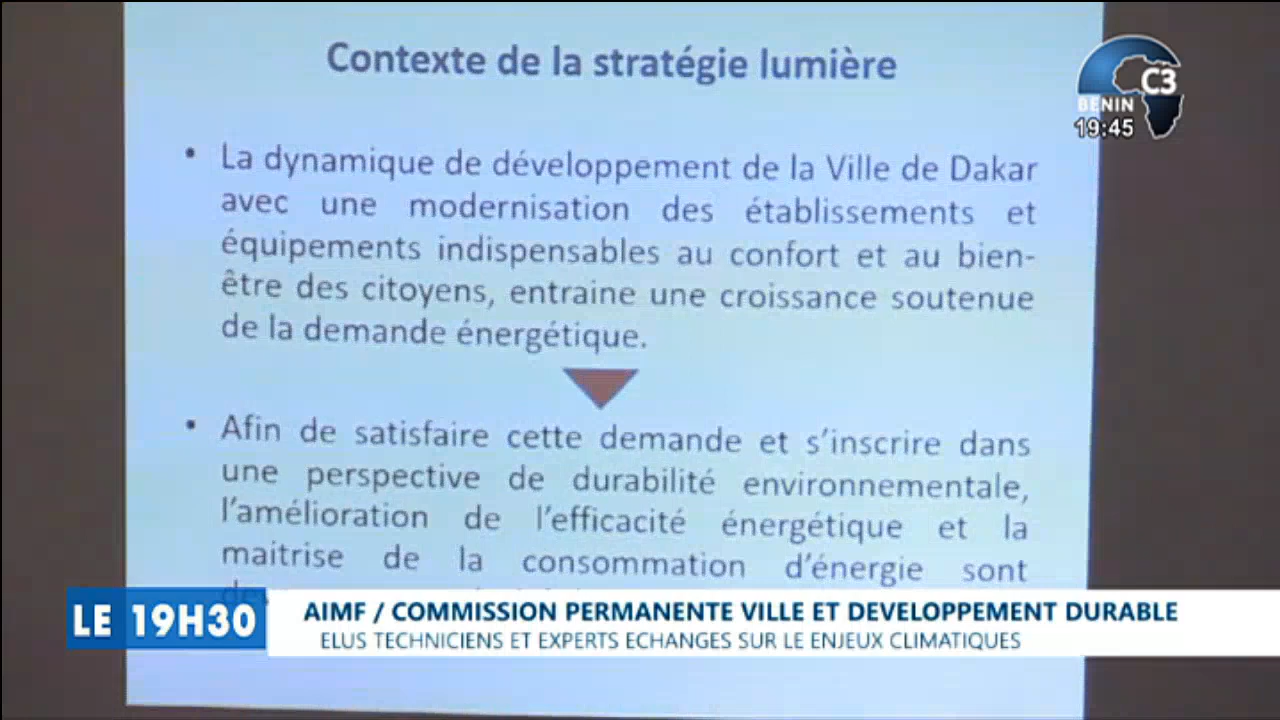 Contexte de la stratégie lumière
C3
BENIN
19:45
• La dynamique de développement de la Ville de Dakar
avec une modernisation des établissements et
équipements indispensables au confort et au bien-
être des citoyens, entraine une croissance soutenue
de la demande énergétique.
• Afin de satisfaire cette demande et s'inscrire dans
une perspective de durabilité environnementale,
l'amélioration de l'efficacité énergétique et la
maitrise de la consommation d'énergie sont
LE 19H30
AIMF / COMMISSION PERMANENTE VILLE ET DEVELOPPEMENT DURABLE
ELUS TECHNICIENS ET EXPERTS ECHANGES SUR LE ENJEUX CLIMATIQUES